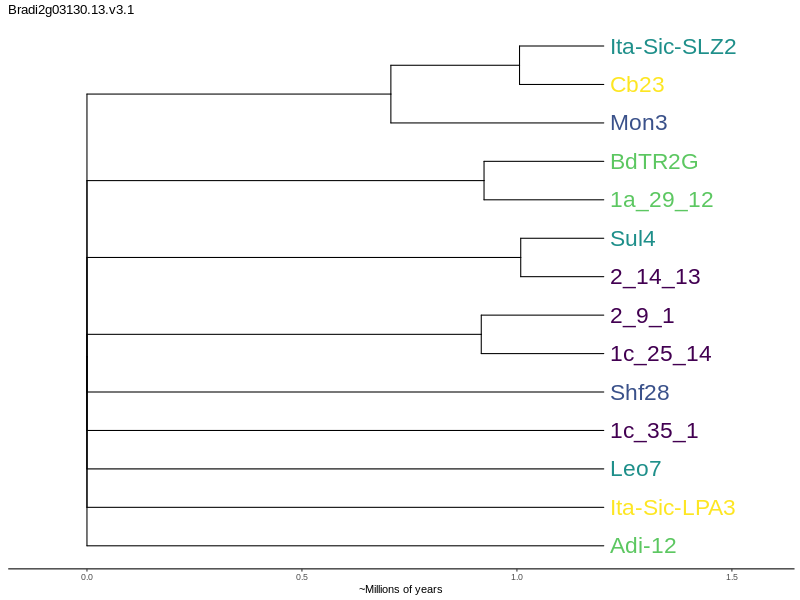 Bradi2g03130.13.v3.1
Ita-Sic-SLZ2
Cb23
Mon3
BdTR2G
1a_29_12
Sul4
2_14_13
2_9_1
1c_25_14
Shf28
1c_35_1
Leo7
Ita-Sic-LPA3
Adi-12
0.0 0.5 1.0 1.5
~Millions of years